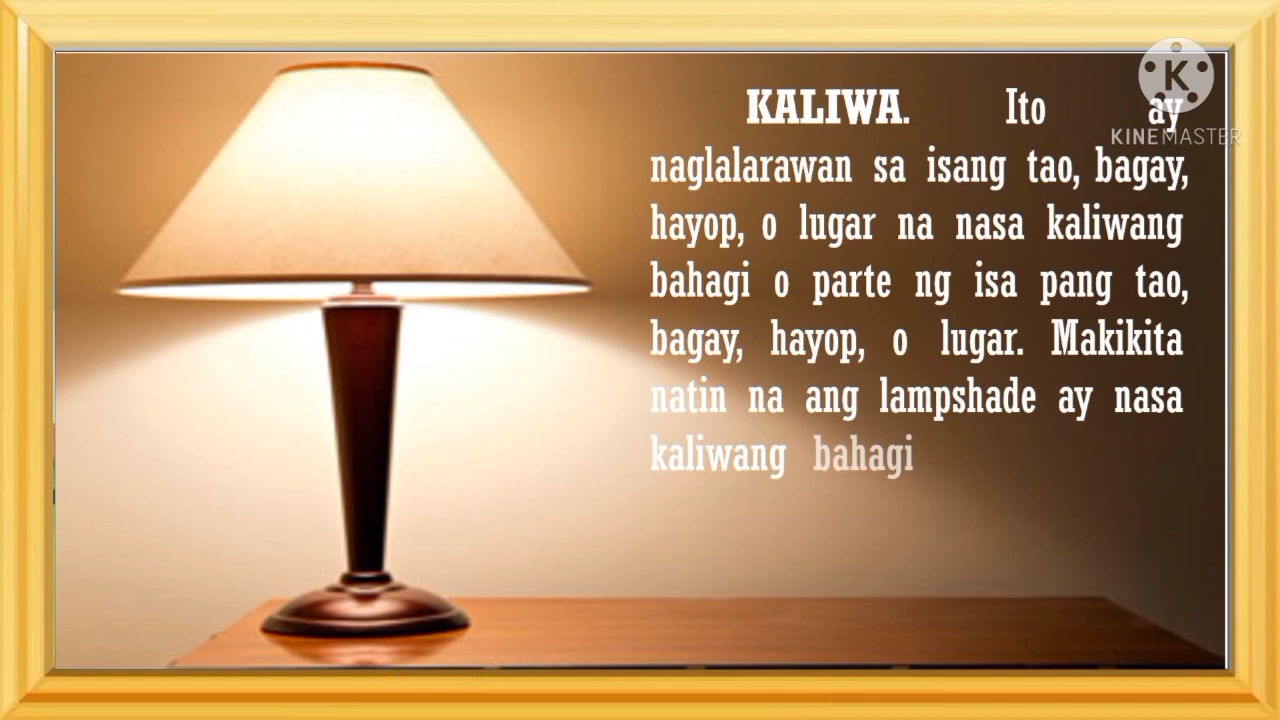 KALIWA. Ito ay
naglalarawan sa isang tao, bagay,
hayop, o lugar na nasa kaliwang
bahagi o parte ng isa pang tao,
bagay, hayop, o lugar. Makikita
natin na ang lampshade ay nasa
kaliwang bahagi
K
KINEMASTER